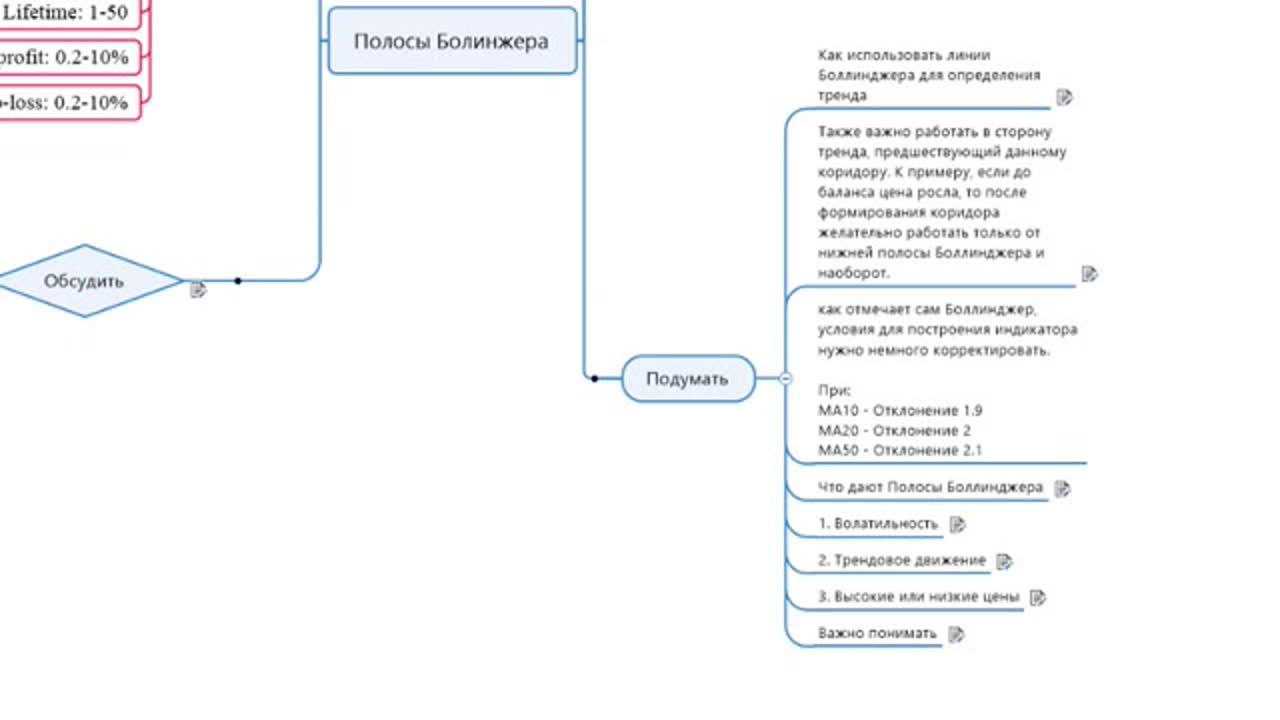 Lifetime: 1-50
profit: 0.2-10%
-loss: 0.2-10%
Полосы Болинжера
Обсудить
Подумать
Как использовать линии
Боллинджера для определения
тренда
Также важно работать в сторону
тренда, предшествующий данному
коридору. К примеру, если до
баланса цена росла, то после
формирования коридора
желательно работать только от
нижней полосы Боллинджера и
наоборот.
как отмечает сам Боллинджер,
условия для построения индикатора
нужно немного корректировать.
При:
МА10 - Отклонение 1.9
МА20 - Отклонение 2
МА50 - Отклонение 2.1
Что дают Полосы Боллинджера
1. Волатильность
2. Трендовое движение
3. Высокие или низкие цены
Важно понимать